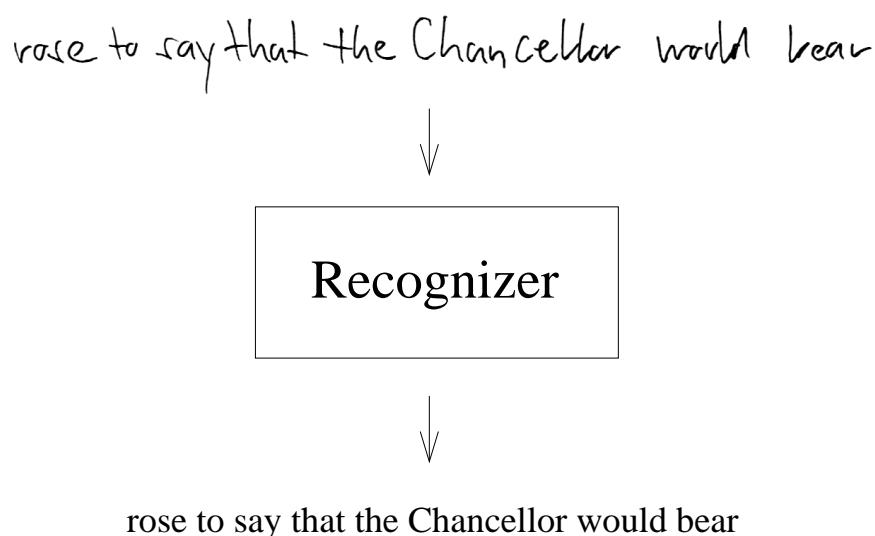 rose to say that the Chancellor would bear
Recognizer
rose to say that the Chancellor would bear